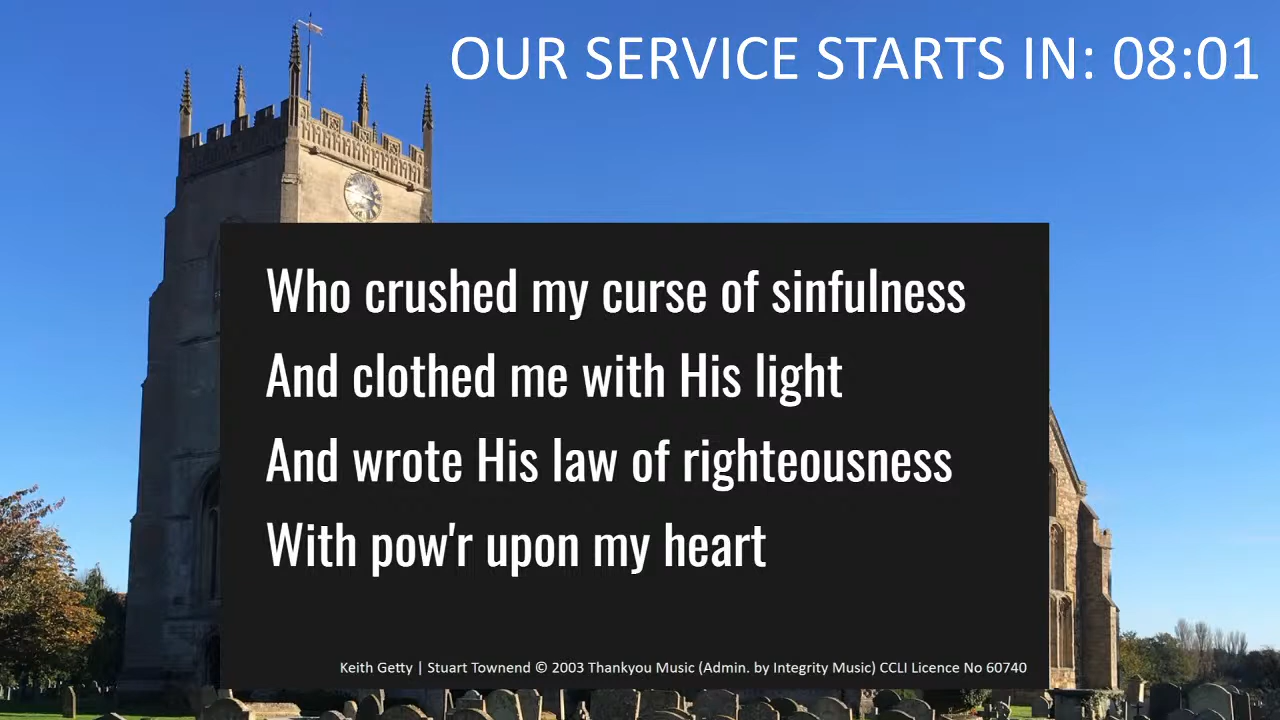 OUR SERVICE STARTS IN: 08:01
Who crushed my curse of sinfulness
And clothed me with His light
And wrote His law of righteousness
With pow'r upon my heart
Keith Getty | Stuart Townend © 2003 Thankyou Music (Admin. by Integrity Music) CCLI Licence No 60740